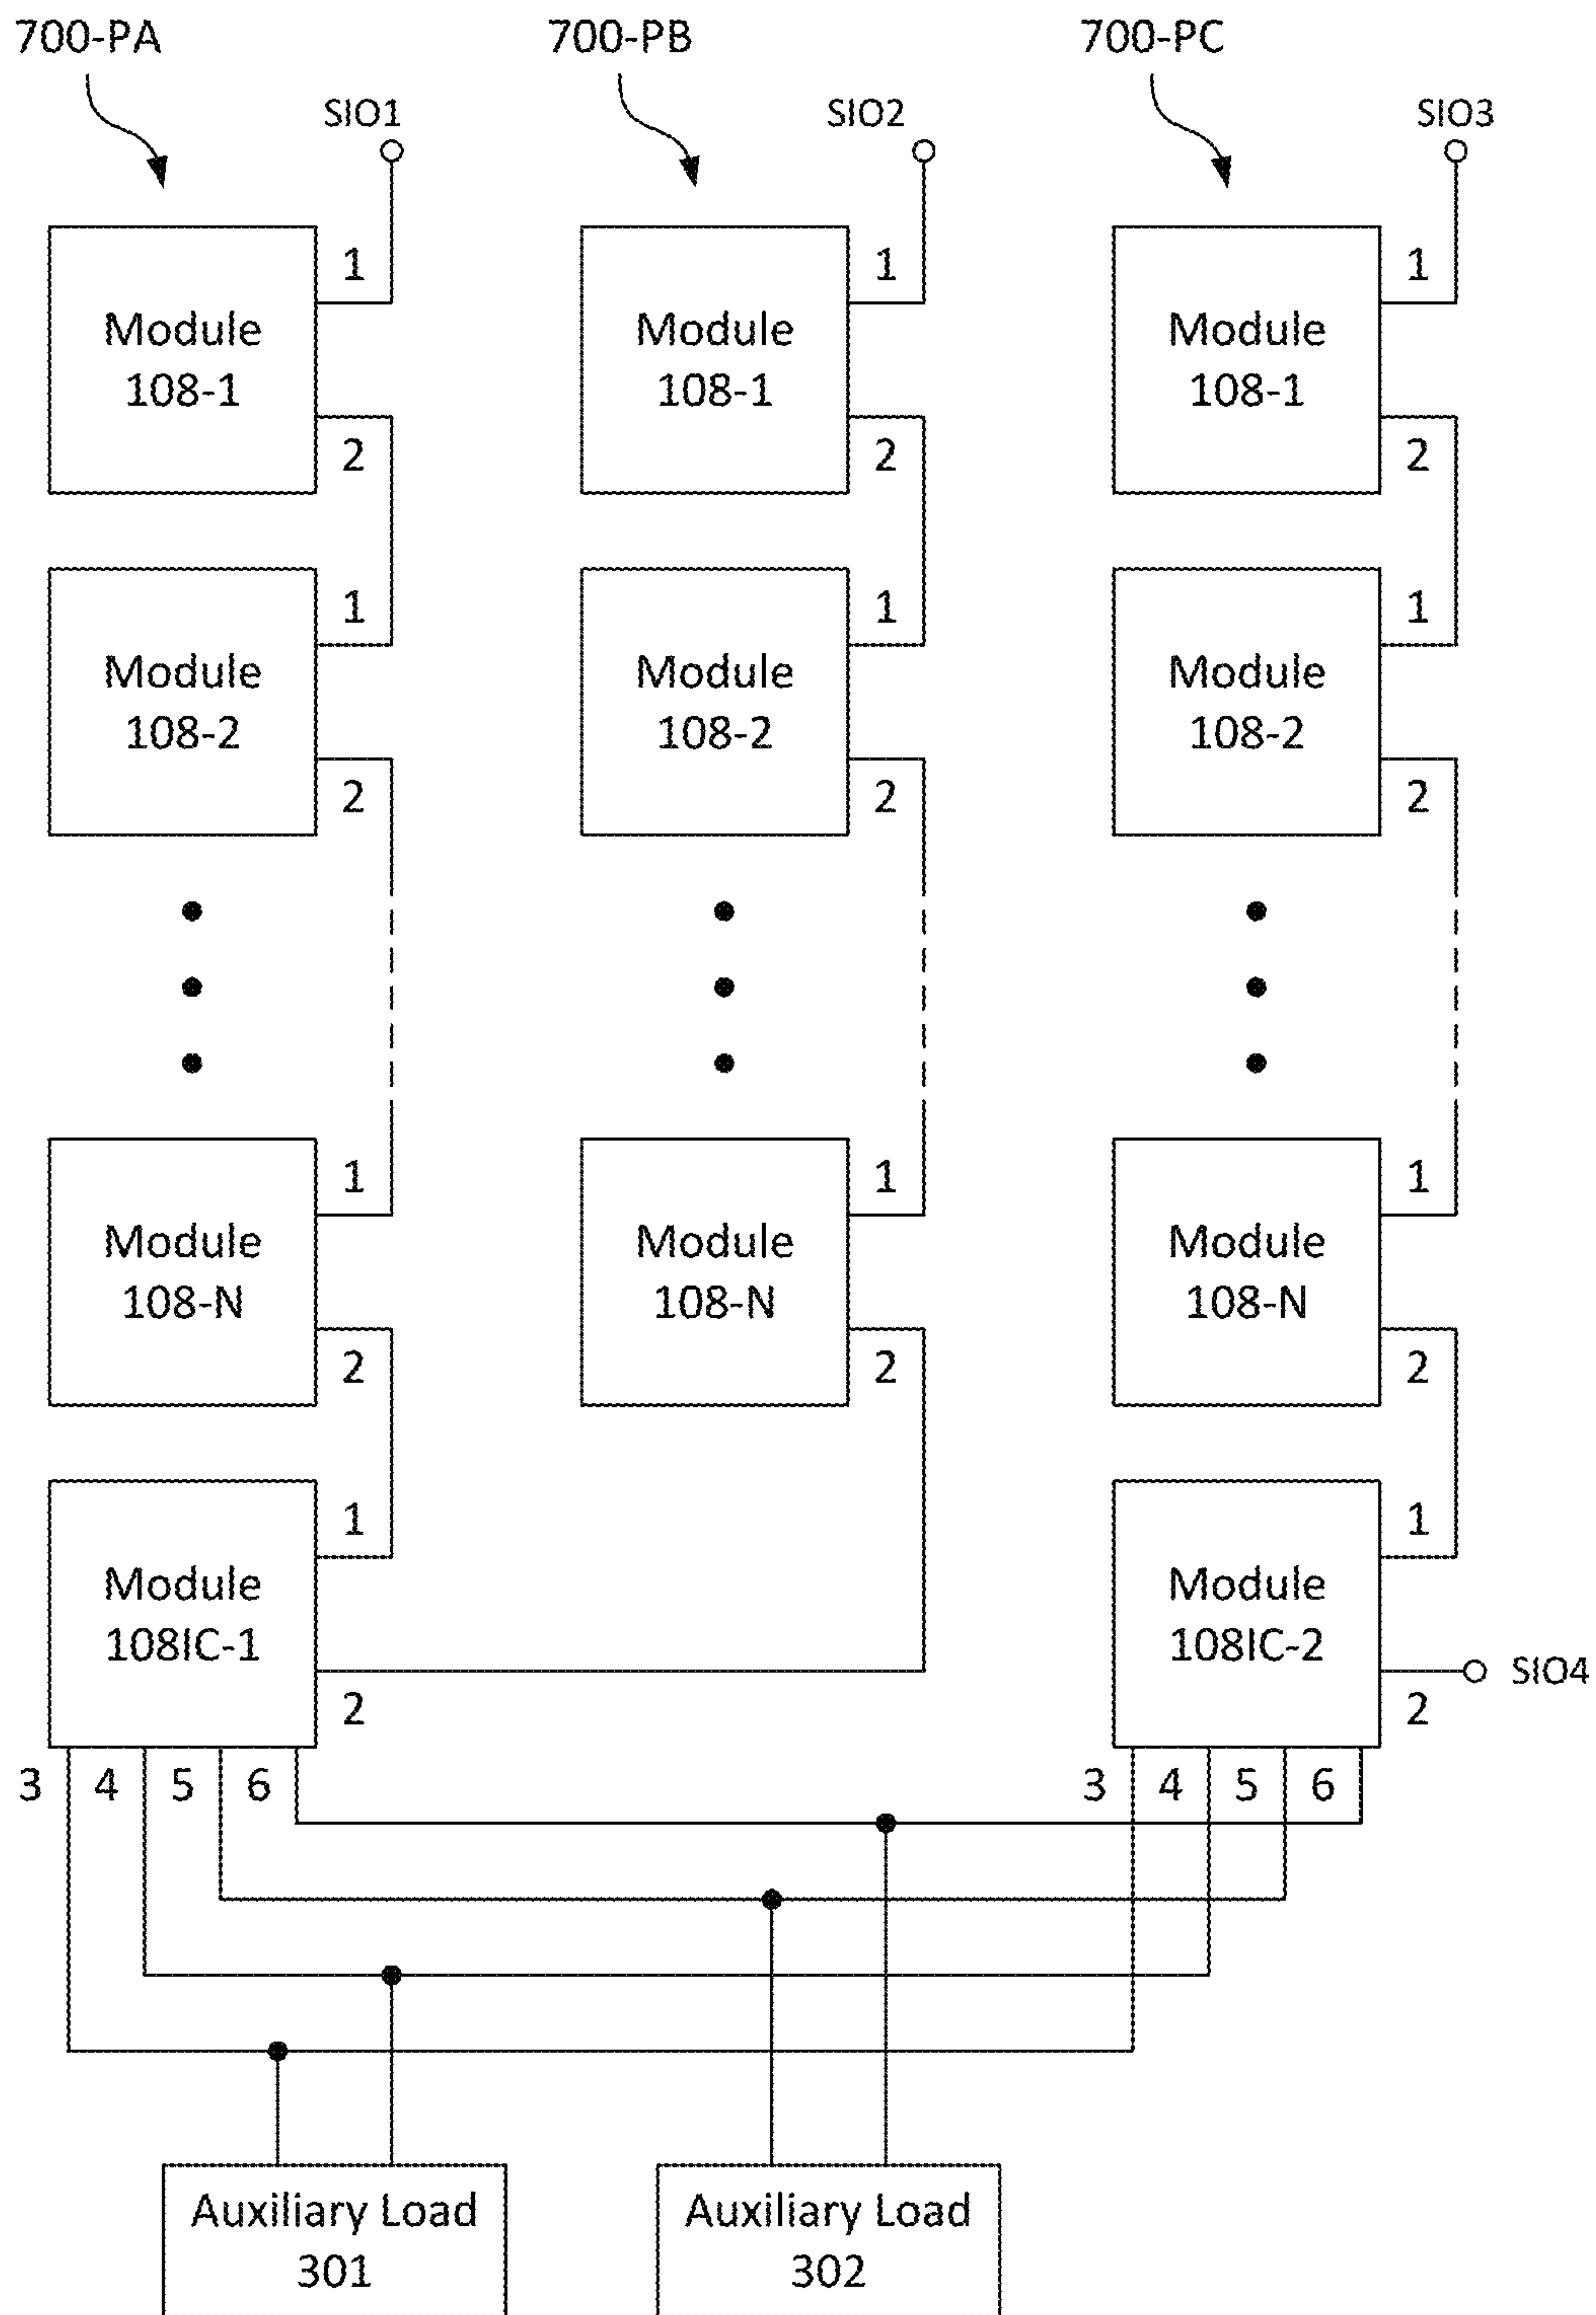 700-PA 700-PB 700-PC
SIO1 SIO2 SIO3
1 1 1
Module Module Module
108-1 108-1 108-1
2 2 2
1 1 1
Module Module Module
108-2 108-2 108-2
2 2 2
1 1 1
Module Module Module
108-N 108-N 108-N
2 2 2
1 1
Module Module
108IC-1 108IC-2
SIO4
2 2
3 4 5 6 3 4 5 6
Auxiliary Load Auxiliary Load
301 302